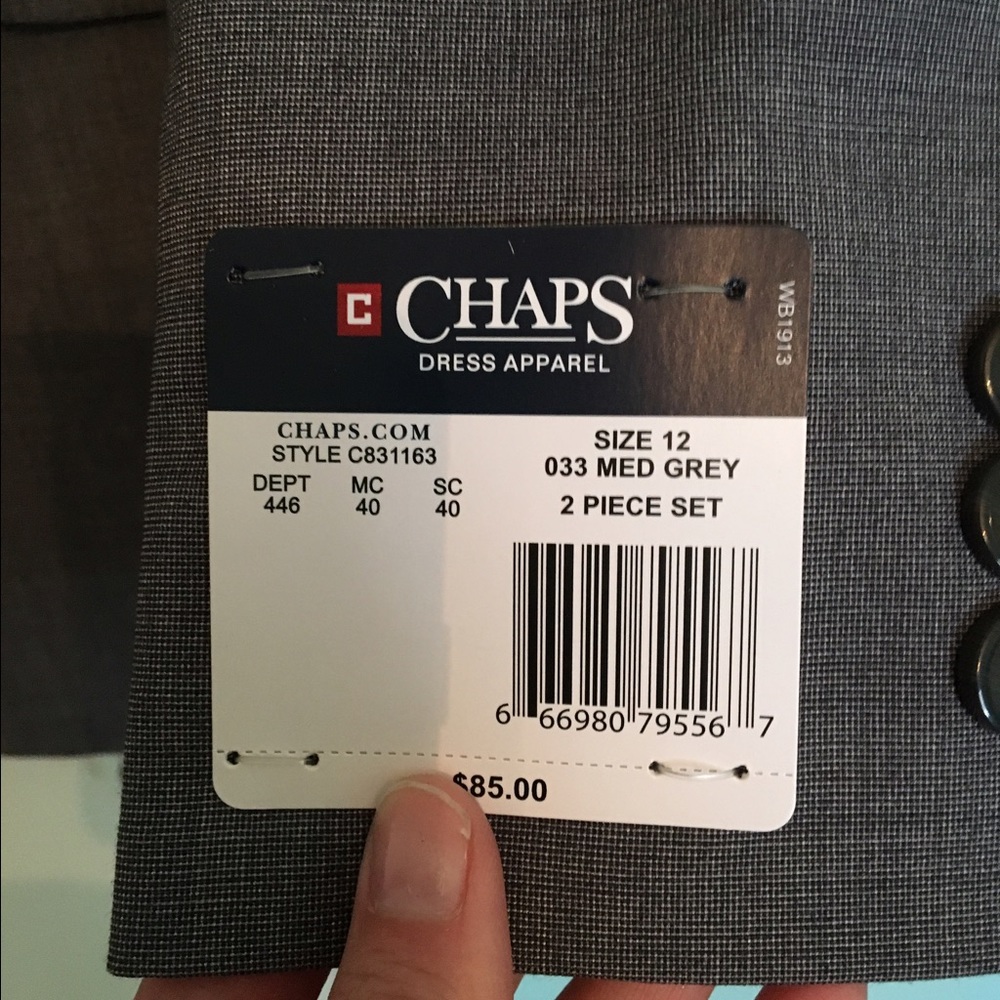 C CHAPS
DRESS APPAREL
WB1913
CHAPS.COM
STYLE C831163
DEPT MC SC
446 40 40
SIZE 12
033 MED GREY
2 PIECE SET
6 66980 79556 7
$85.00